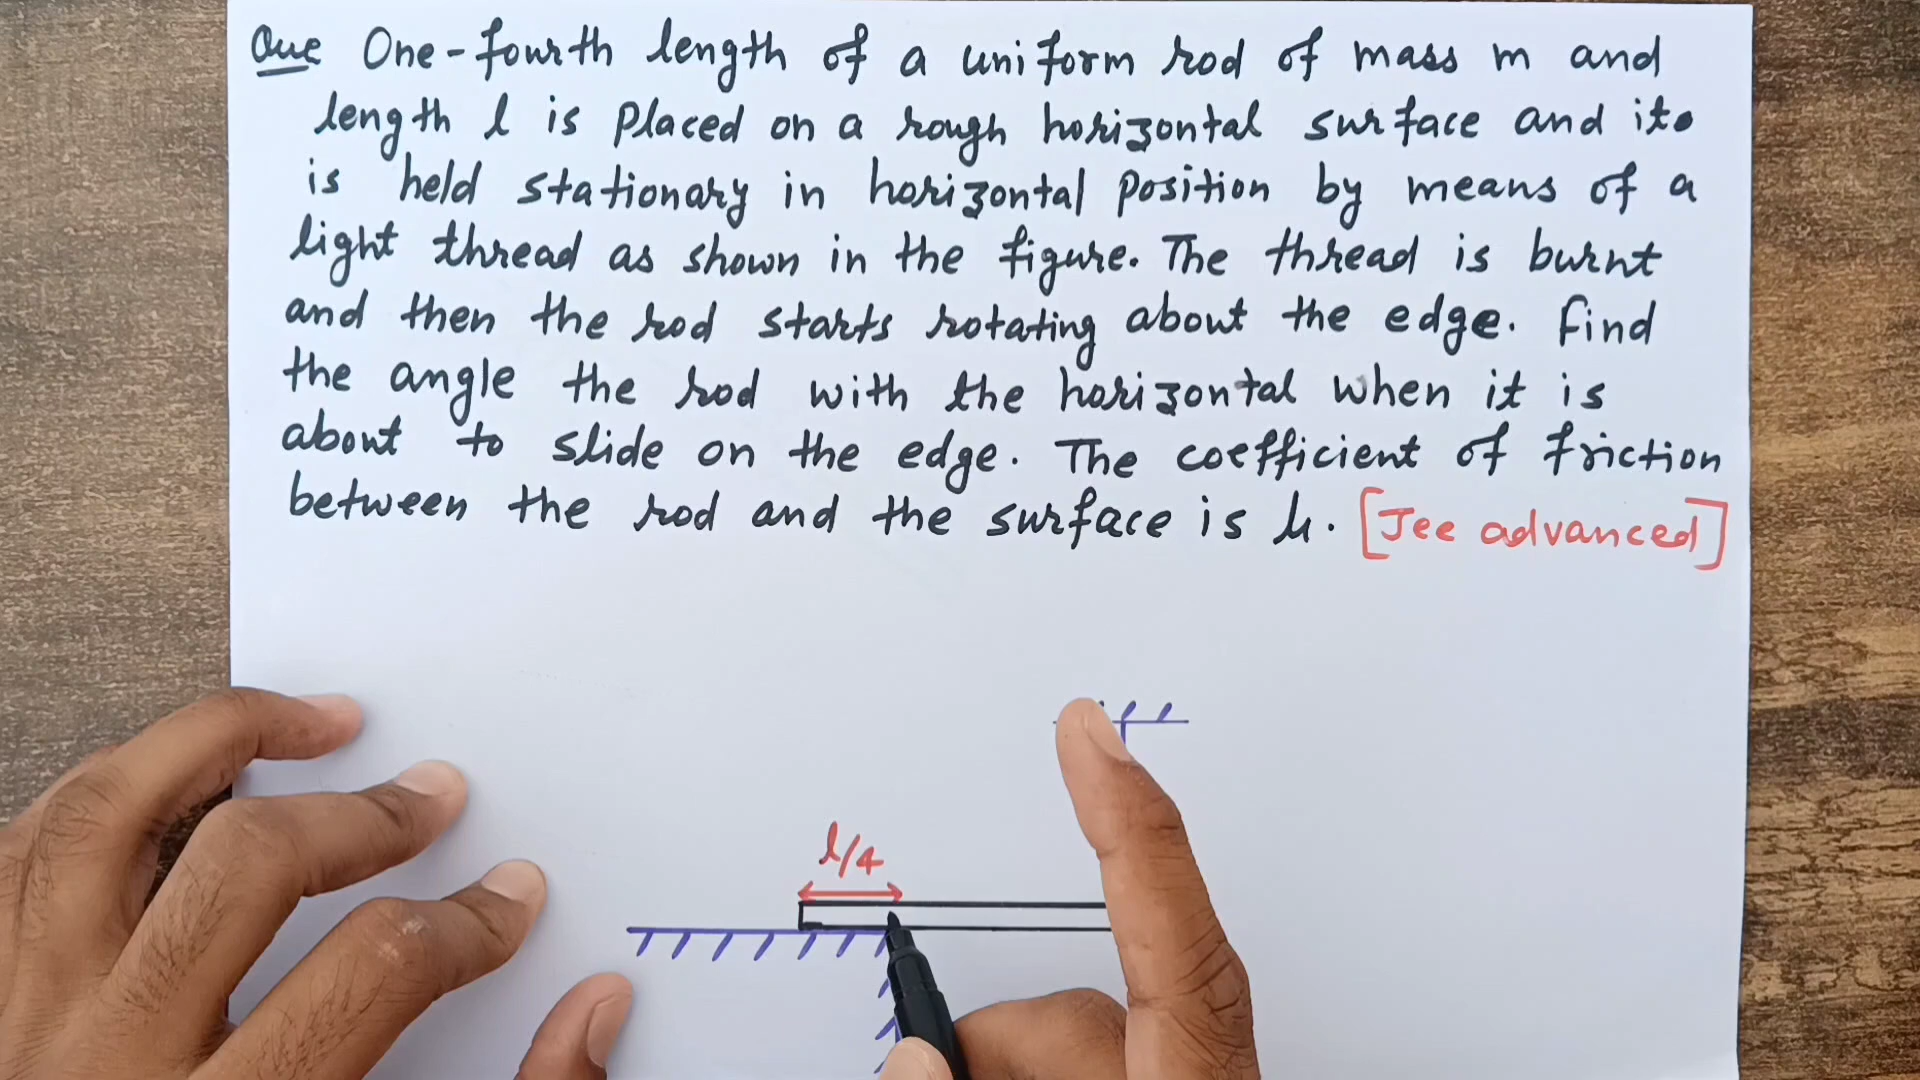 Que One-fourth length of a uniform rod of mass m and
length l is placed on a rough horizontal surface and it
is held stationary in horizontal position by means of a
light thread as shown in the figure. The thread is burnt
and then the rod starts rotating about the edge. find
the angle the rod with the horizontal when it is
about to slide on the edge. The coefficient of friction
between the rod and the surface is μ. [Jee advanced]
l/4